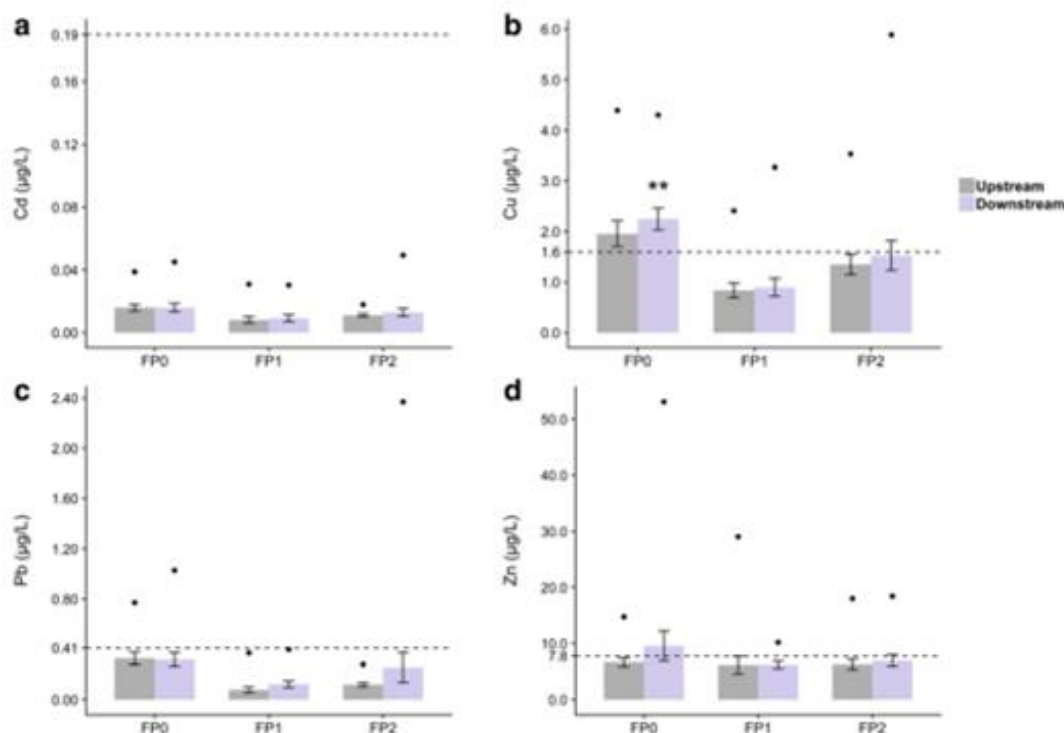 a
0.19
0.16
0.12
0.08
0.04
0.00
Cd (µg/L)
FP0 FP1 FP2
b
6.0
5.0
4.0
3.0
2.0
1.6
1.0
0.0
Cu (µg/L)
**
FP0 FP1 FP2
Upstream
Downstream
c
2.40
2.00
1.60
1.20
0.80
0.41
0.00
Pb (µg/L)
FP0 FP1 FP2
d
50.0
40.0
30.0
20.0
10.0
7.8
0.0
Zn (µg/L)
FP0 FP1 FP2